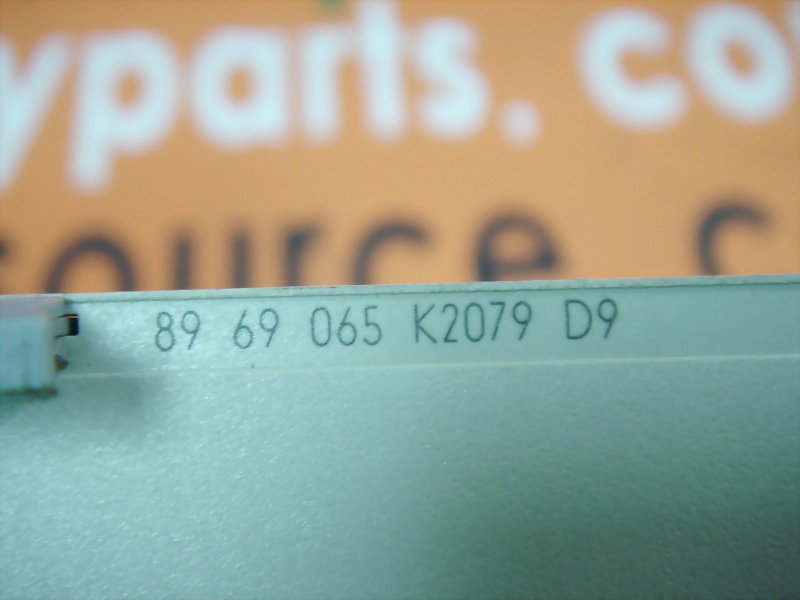 yparts. co
source c
89 69 065 K2079 D9